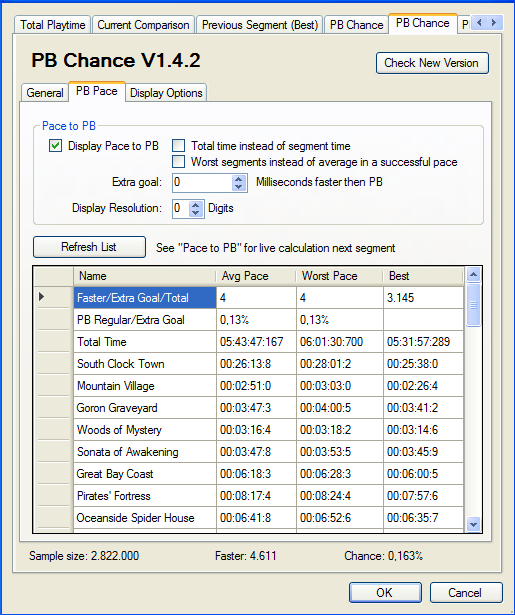 Total Playtime Current Comparison Previous Segment (Best) PB Chance PB Chance P
PB Chance V1.4.2
Check New Version
General PB Pace Display Options
Pace to PB
Display Pace to PB Total time instead of segment time
Worst segments instead of average in a successful pace
Extra goal: 0 Milliseconds faster then PB
Display Resolution: 0 Digits
Refresh List See "Pace to PB" for live calculation next segment
Name Avg Pace Worst Pace Best
Faster/Extra Goal/Total 4 4 3.145
PB Regular/Extra Goal 0,13% 0,13%
Total Time 05:43:47:167 06:01:30:700 05:31:57:289
South Clock Town 00:26:13:8 00:28:01:2 00:25:38:0
Mountain Village 00:02:51:0 00:03:03:0 00:02:26:4
Goron Graveyard 00:03:47:3 00:04:00:5 00:03:41:2
Woods of Mystery 00:03:16:4 00:03:18:2 00:03:14:6
Sonata of Awakening 00:03:47:8 00:03:53:5 00:03:45:9
Great Bay Coast 00:06:18:3 00:06:28:3 00:06:00:5
Pirates' Fortress 00:08:17:4 00:08:24:4 00:07:57:6
Oceanside Spider House 00:06:41:8 00:06:52:6 00:06:35:7
Sample size: 2.822.000 Faster: 4.611 Chance: 0,163%
OK Cancel